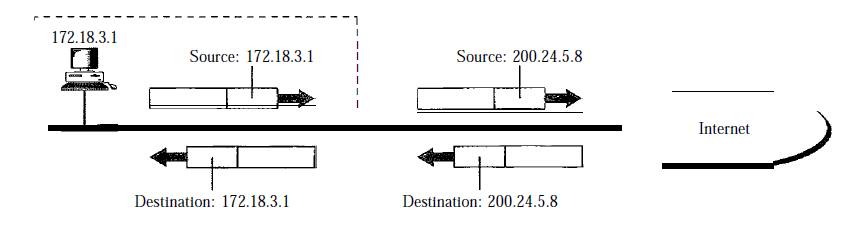 172.18.3.1
Source: 172.18.3.1
Source: 200.24.5.8
Internet
Destination: 172.18.3.1
Destination: 200.24.5.8